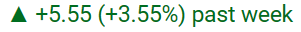 ▲ +5.55 (+3.55%) past week